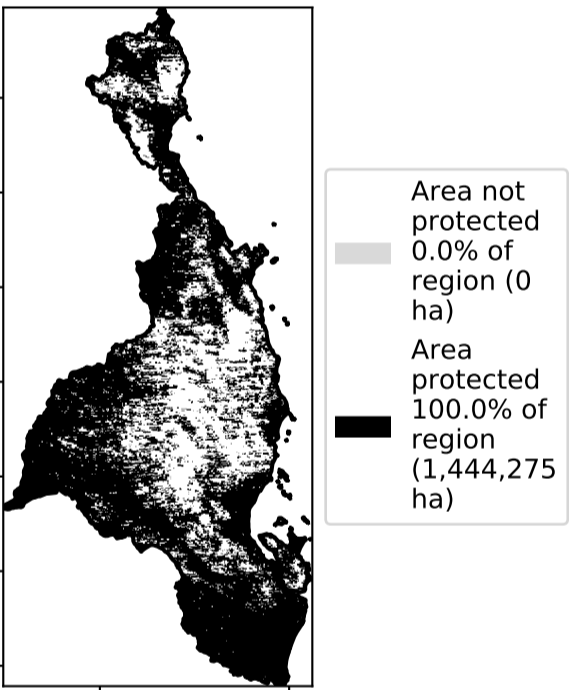 Area not
protected
0.0% of
region (0
ha)
Area
protected
100.0% of
region
(1,444,275
ha)